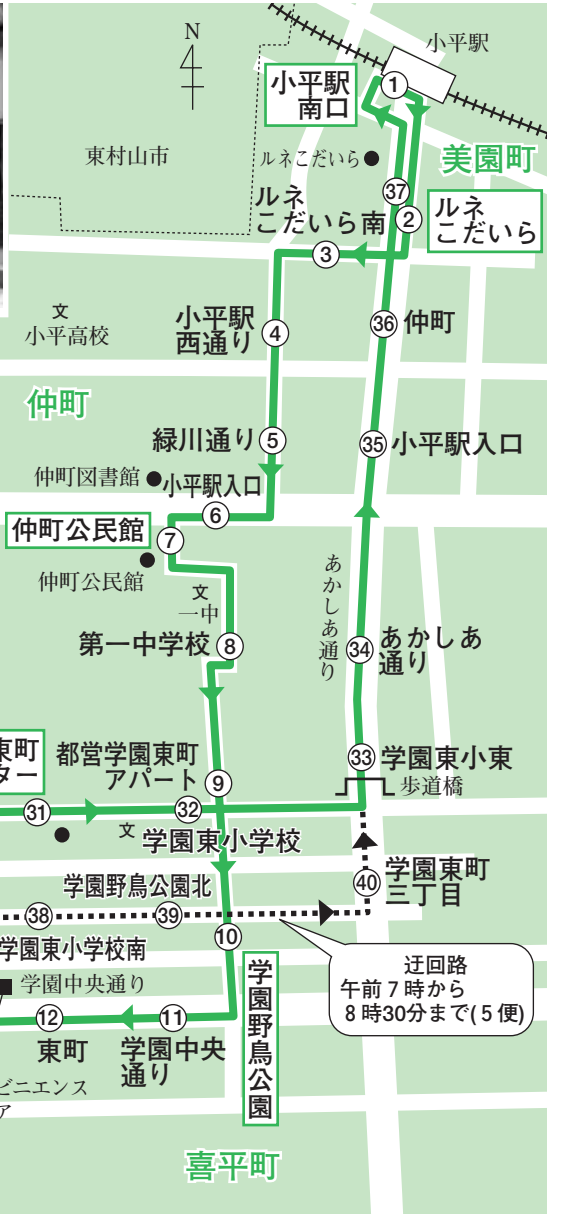 小平駅
N
1
小平駅
南口
東村山市
ルネこだいら
美園町
37
ルネ
こだいら南
2
ルネ
こだいら
3
文
小平高校
小平駅
西通り
4
36
仲町
仲町
緑川通り
5
35
小平駅入口
仲町図書館
小平駅入口
6
仲町公民館
7
仲町公民館
文
一中
あかしあ通り
第一中学校
8
34
あかしあ
通り
東町
ター
都営学園東町
アパート
9
33
学園東小東
歩道橋
31
32
文
学園東小学校
学園野鳥公園北
40
学園東町
三丁目
38
39
10
学園東小学校南
迂回路
午前7時から
8時30分まで(5便)
学園中央通り
学園野鳥公園
12
11
東町
学園中央
通り
ビニエンス
ア
喜平町